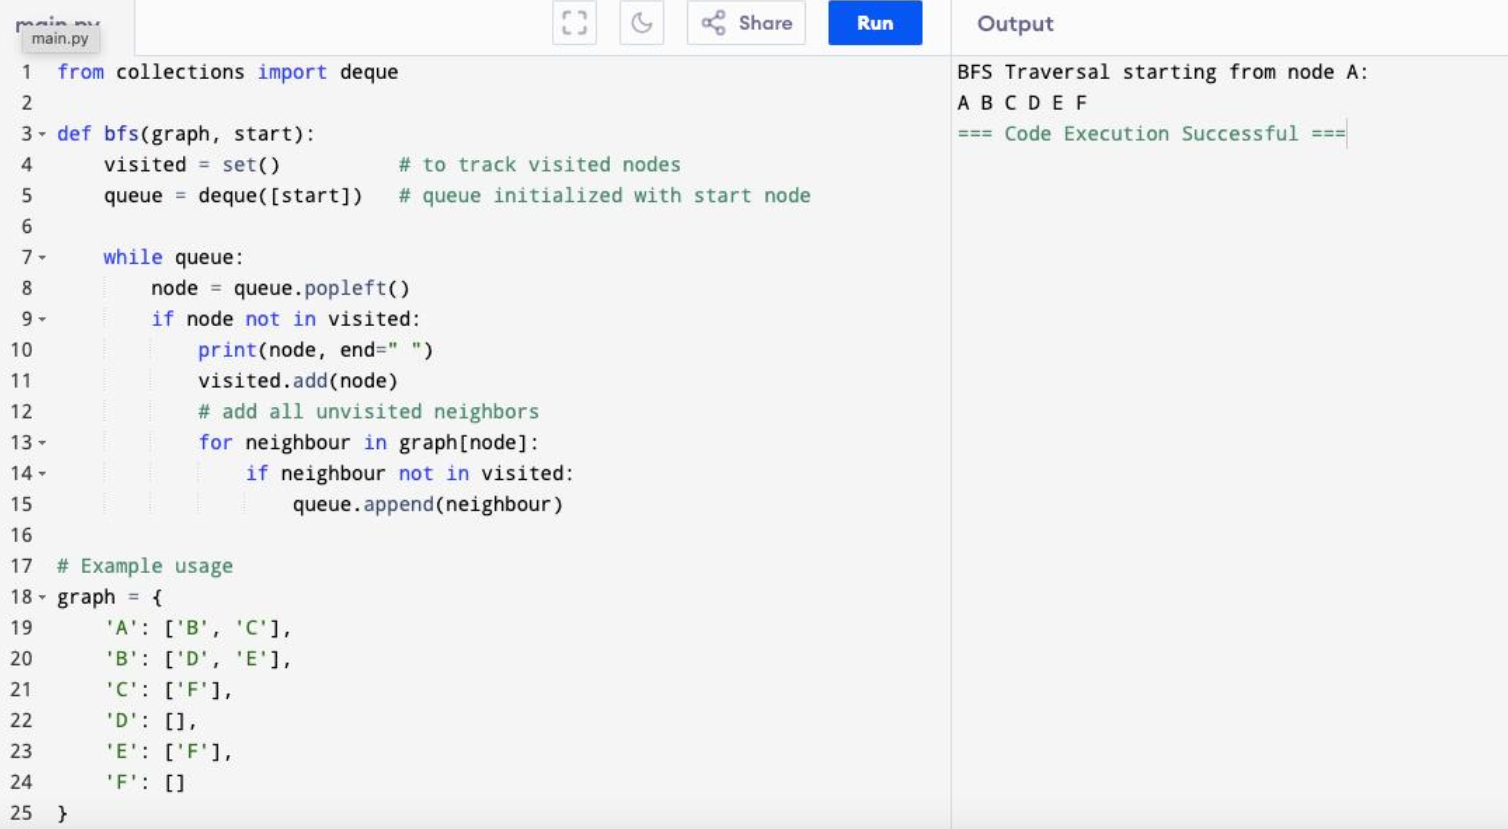 main.py
main.py
Share
Run
Output
1 from collections import deque
2
3 def bfs(graph, start):
4     visited = set()          # to track visited nodes
5     queue = deque([start])   # queue initialized with start node
6
7     while queue:
8         node = queue.popleft()
9         if node not in visited:
10             print(node, end=" ")
11             visited.add(node)
12             # add all unvisited neighbors
13             for neighbour in graph[node]:
14                 if neighbour not in visited:
15                     queue.append(neighbour)
16
17 # Example usage
18 graph = {
19     'A': ['B', 'C'],
20     'B': ['D', 'E'],
21     'C': ['F'],
22     'D': [],
23     'E': ['F'],
24     'F': []
25 }
BFS Traversal starting from node A:
A B C D E F
=== Code Execution Successful ===